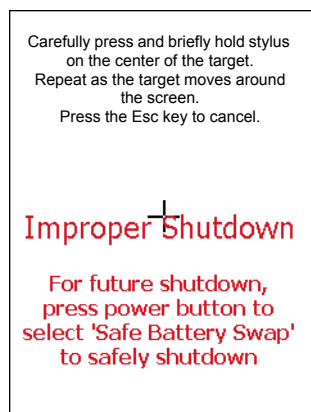 Carefully press and briefly hold stylus
on the center of the target.
Repeat as the target moves around
the screen.
Press the Esc key to cancel.
Improper Shutdown
For future shutdown,
press power button to
select 'Safe Battery Swap'
to safely shutdown